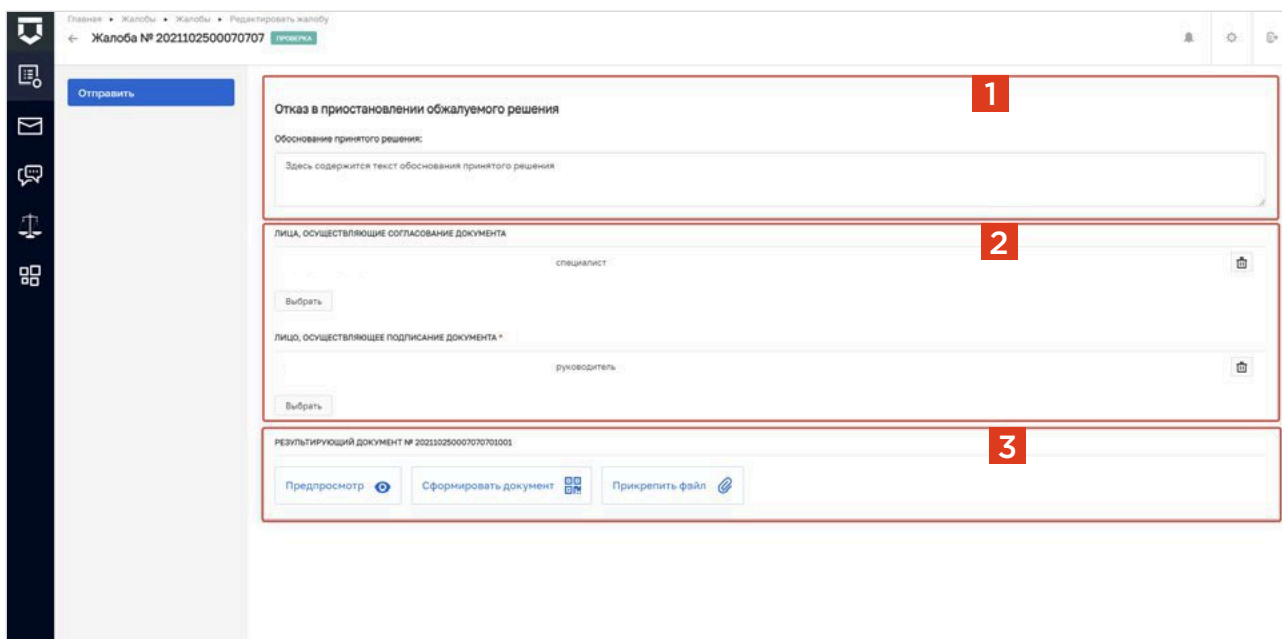 Главная • Жалобы • Жалобы • Редактировать жалобу
← Жалоба № 2021102500070707 ПРОВЕРКА
Отправить
1
Отказ в приостановлении обжалуемого решения
Обоснование принятого решения:
Здесь содержится текст обоснования принятого решения
2
ЛИЦА, ОСУЩЕСТВЛЯЮЩИЕ СОГЛАСОВАНИЕ ДОКУМЕНТА
специалист
Выбрать
ЛИЦО, ОСУЩЕСТВЛЯЮЩЕЕ ПОДПИСАНИЕ ДОКУМЕНТА *
руководитель
Выбрать
3
РЕЗУЛЬТИРУЮЩИЙ ДОКУМЕНТ № 202110250007070701001
Предпросмотр Сформировать документ Прикрепить файл